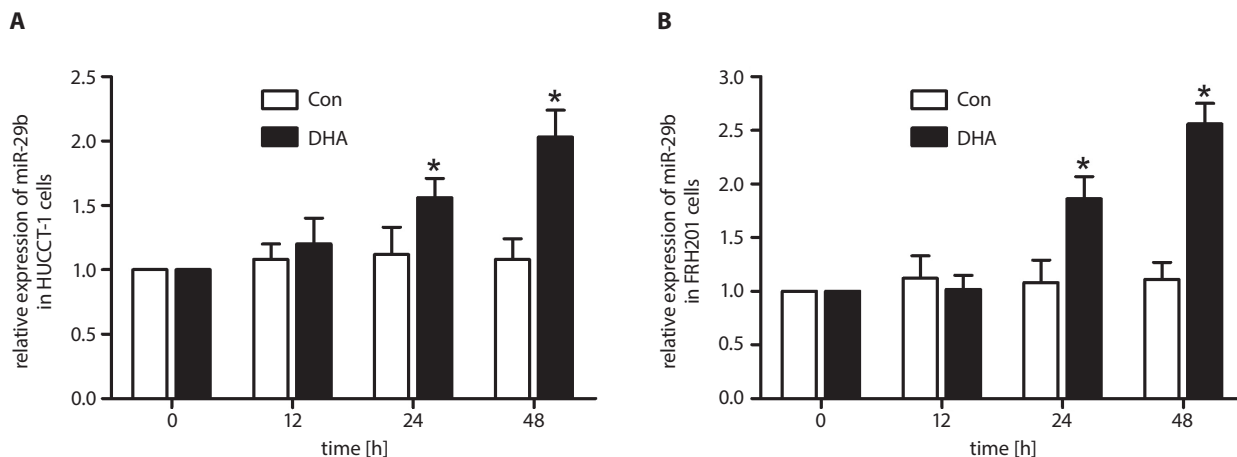 A
relative expression of miR-29b
in HUCCT-1 cells
2.5
2.0
1.5
1.0
0.5
0.0
Con
DHA
*
*
0 12 24 48
time [h]
B
relative expression of miR-29b
in FRH201 cells
3.0
2.5
2.0
1.5
1.0
0.5
0.0
Con
DHA
*
*
0 12 24 48
time [h]